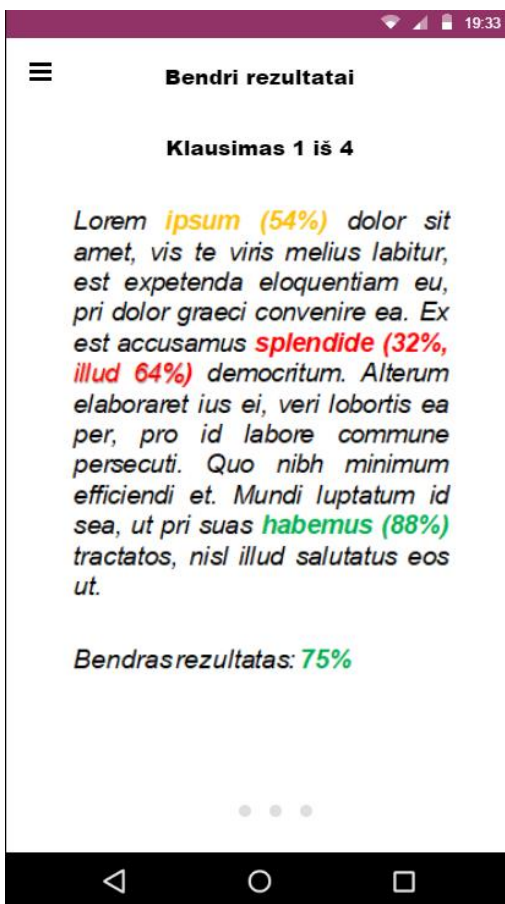 19:33
Bendri rezultatai
Klausimas 1 iš 4
Lorem ipsum (54%) dolor sit
amet, vis te viris melius labitur,
est expetenda eloquentiam eu,
pri dolor graeci convenire ea. Ex
est accusamus splendide (32%,
illud 64%) democritum. Alterum
elaboraret ius ei, veri lobortis ea
per, pro id labore commune
persecuti. Quo nibh minimum
efficiendi et. Mundi luptatum id
sea, ut pri suas habemus (88%)
tractatos, nisl illud salutatus eos
ut.
Bendras rezultatas: 75%